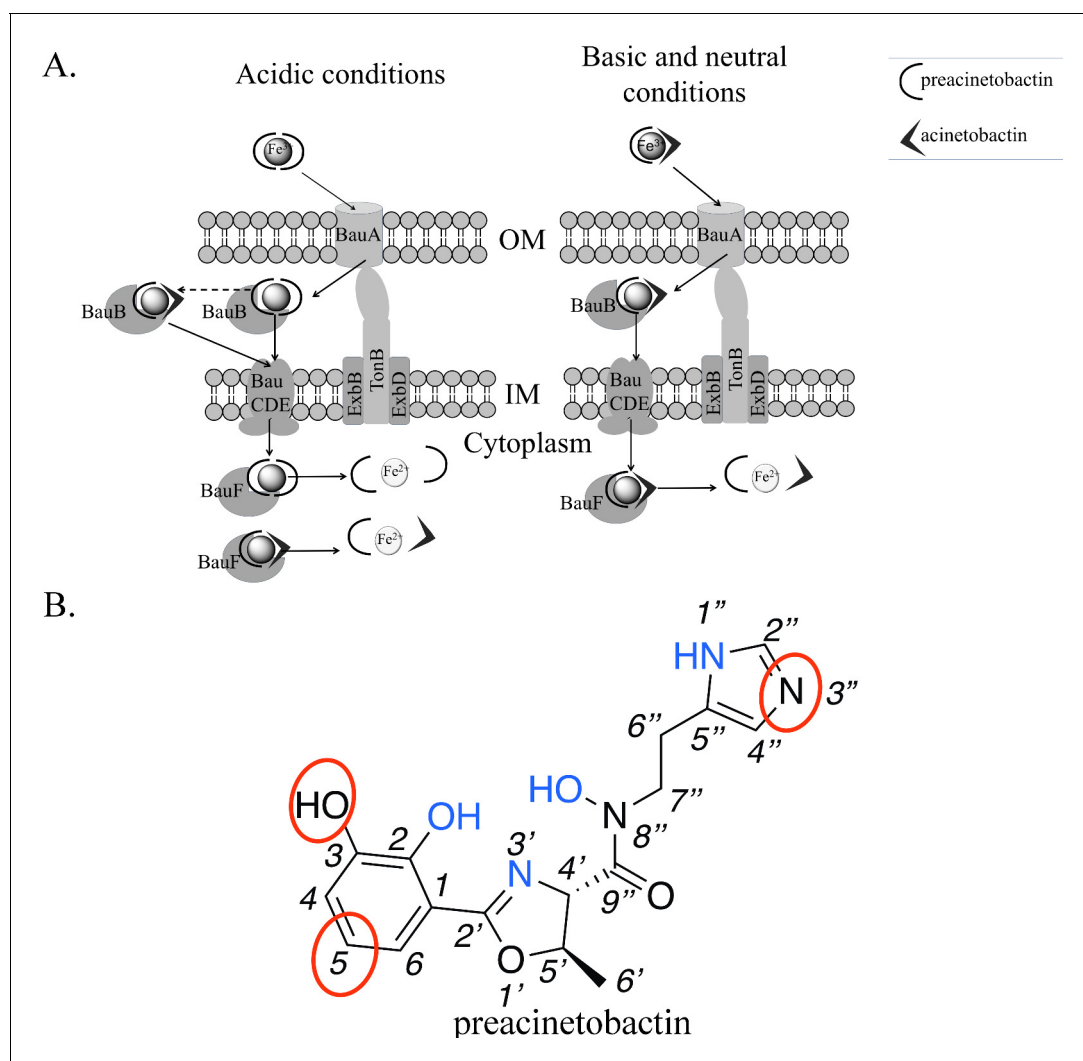 A.
Acidic conditions
Basic and neutral
conditions
preacinetobactin
acinetobactin
Fe3+
Fe3+
BauA
OM
BauA
BauB
BauB
BauB
Bau
CDE
ExbB
TonB
ExbD
IM
Bau
CDE
ExbB
TonB
ExbD
Cytoplasm
BauF
Fe2+
BauF
Fe2+
BauF
Fe2+
B.
1”
HN
2”
N
3”
4”
5”
6”
7”
HO
N
8”
HO
OH
3
2
3’
N
4’
9”
O
4
1
2’
5
6
O
5’
6’
1’
preacinetobactin